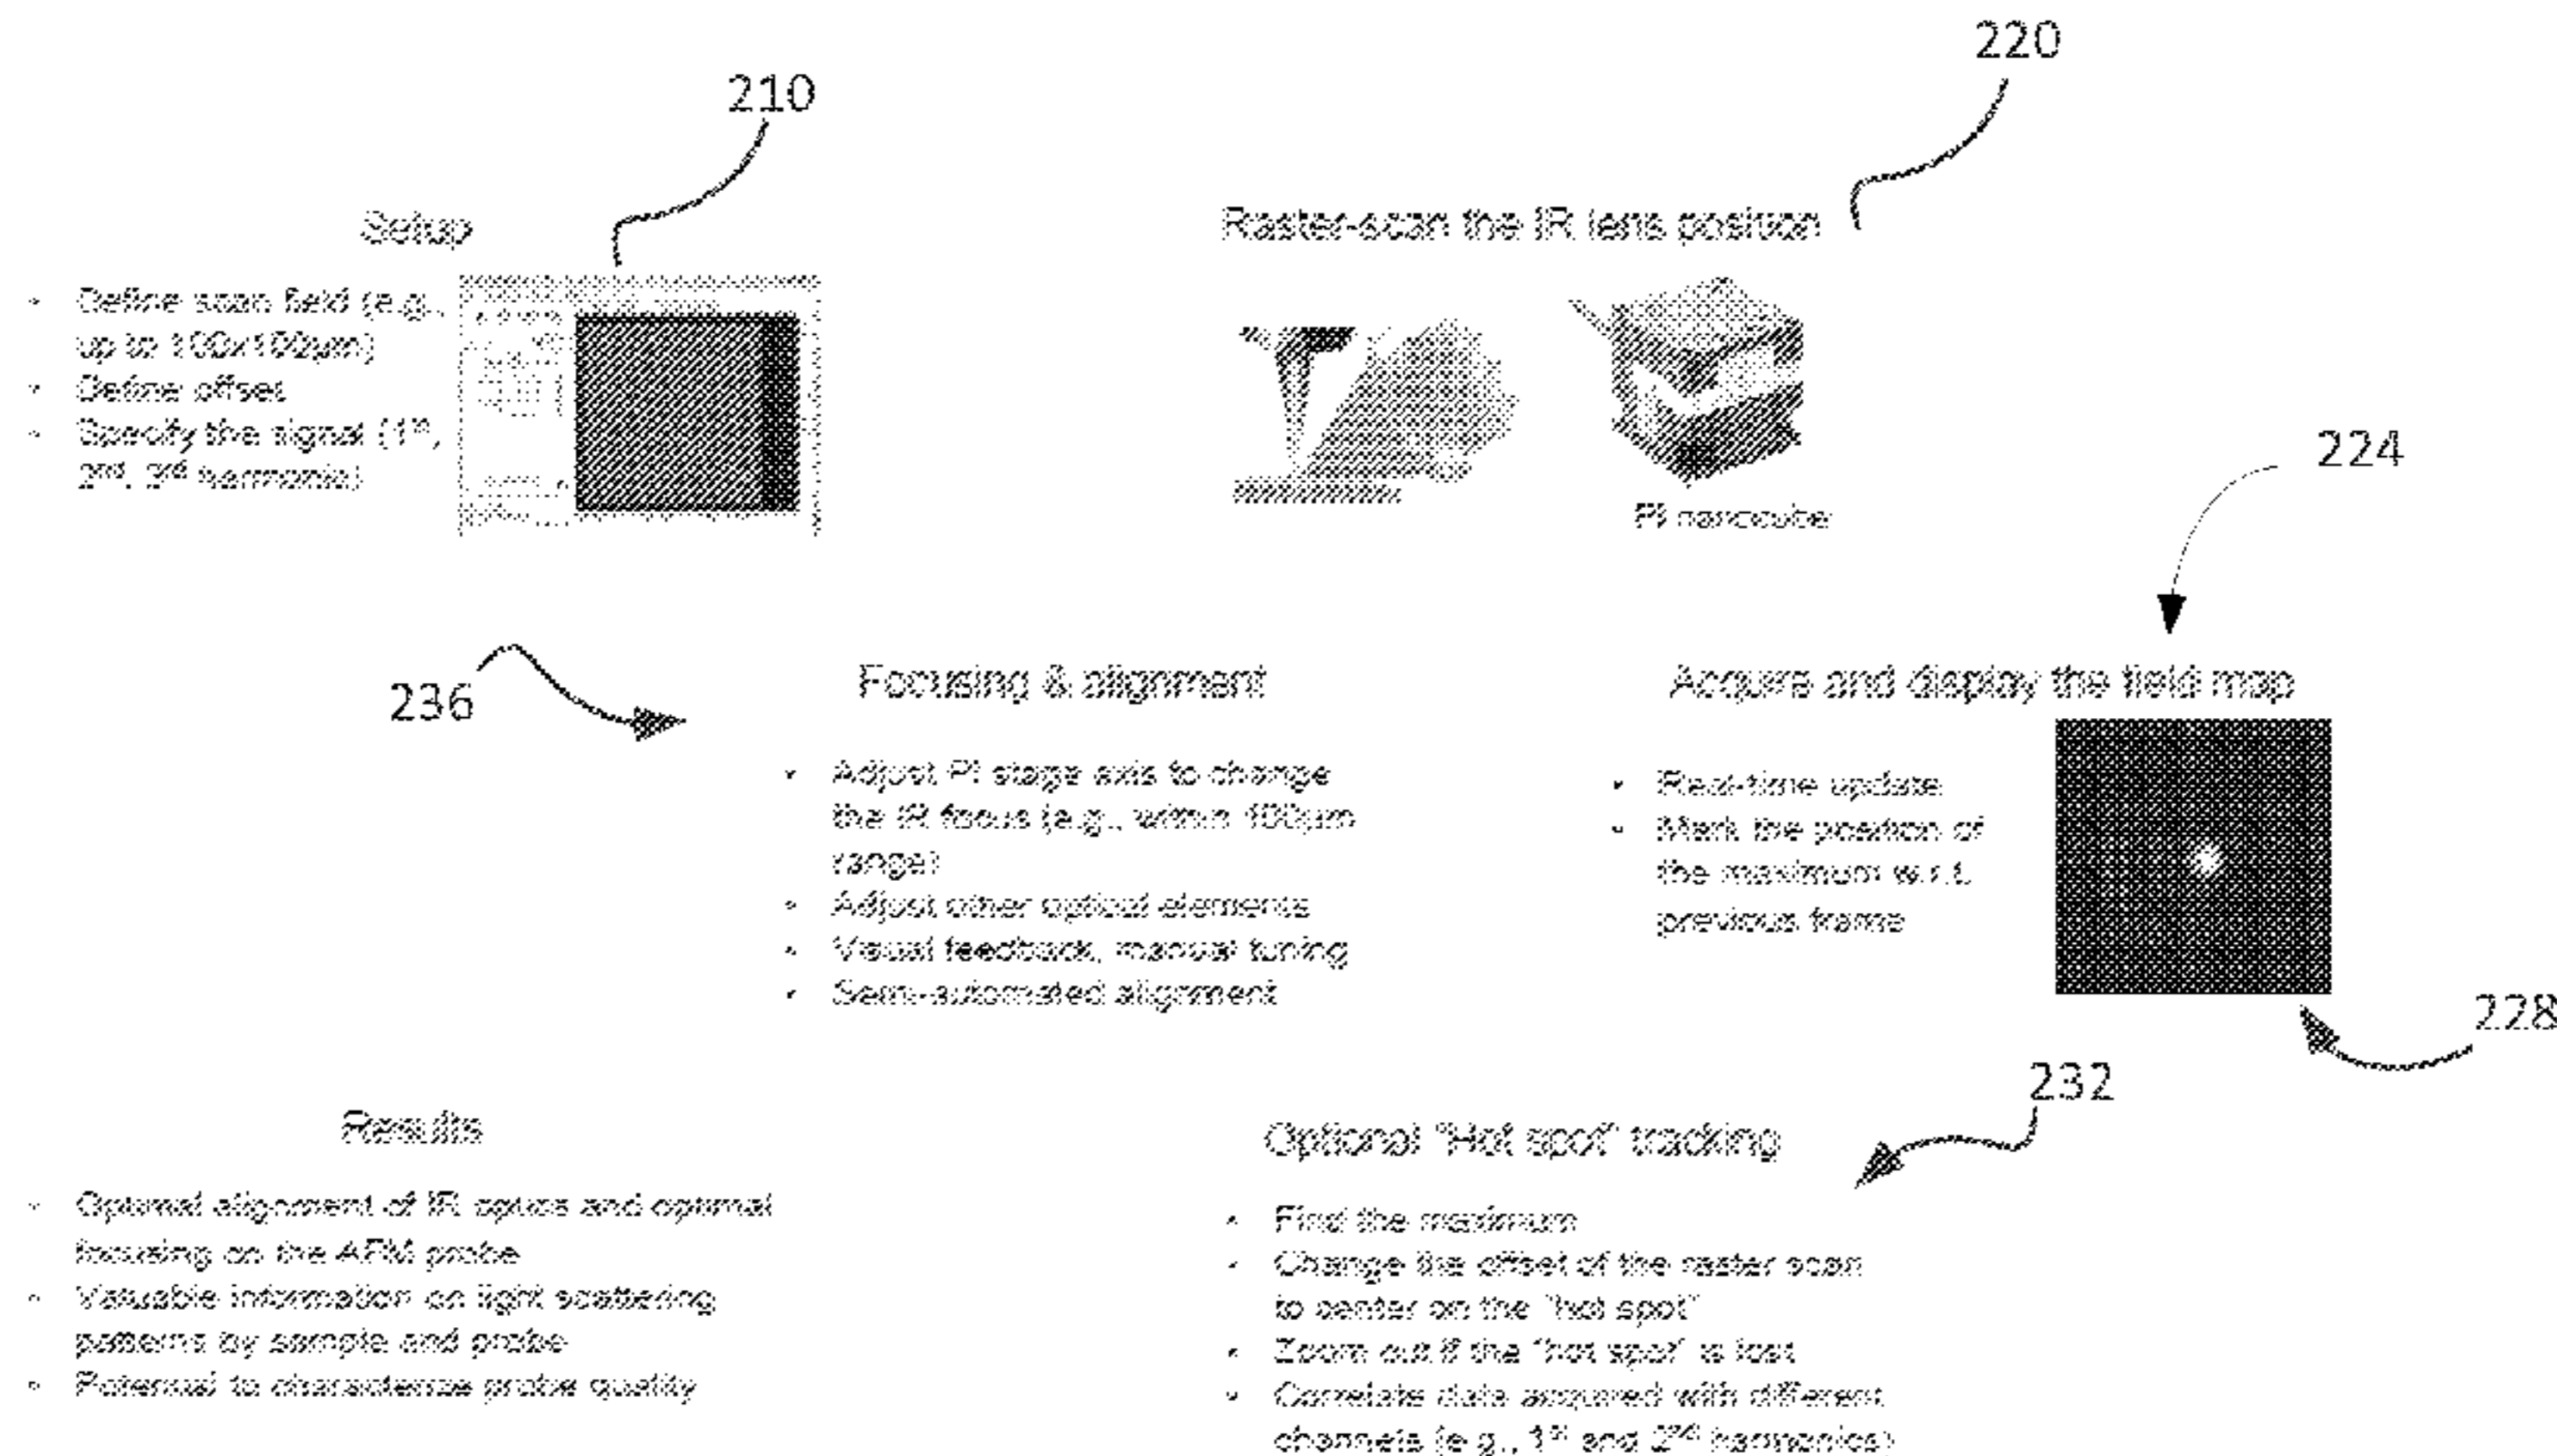 210
220
Setup
Define scan field (e.g.,
up to 100x100µm)
Define offset
Specify the signal (1st,
2nd, 3rd harmonic)
Raster-scan the IR lens position
PI nanocube
224
236
Focusing & alignment
Adjust PI stage axis to change
the IR focus (e.g., within 100µm
range)
Adjust other optical elements
Visual feedback, manual tuning
Semi-automated alignment
Acquire and display the field map
Real-time update
Mark the position of
the maximum w.r.t.
previous frame
228
232
Results
Optimal alignment of IR optics and optimal
focusing on the AFM probe
Valuable information on light scattering
patterns by sample and probe
Potential to characterize probe quality
Optional "Hot spot" tracking
Find the maximum
Change the offset of the raster scan
to center on the "hot spot"
Zoom out if the "hot spot" is lost
Correlate data acquired with different
channels (e.g., 1st and 2nd harmonics)